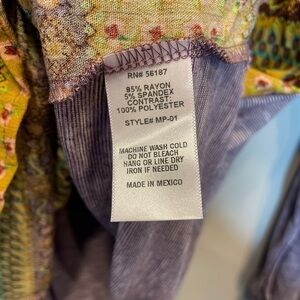 RN# 56187
95% RAYON
5% SPANDEX
CONTRAST:
100% POLYESTER
STYLE# MP-01
MACHINE WASH COLD
DO NOT BLEACH
HANG OR LINE DRY
IRON IF NEEDED
MADE IN MEXICO